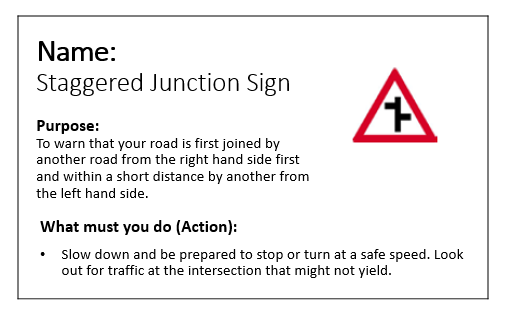 Name:
Staggered Junction Sign
Purpose:
To warn that your road is first joined by
another road from the right hand side first
and within a short distance by another from
the left hand side.
What must you do (Action):
• Slow down and be prepared to stop or turn at a safe speed. Look
out for traffic at the intersection that might not yield.